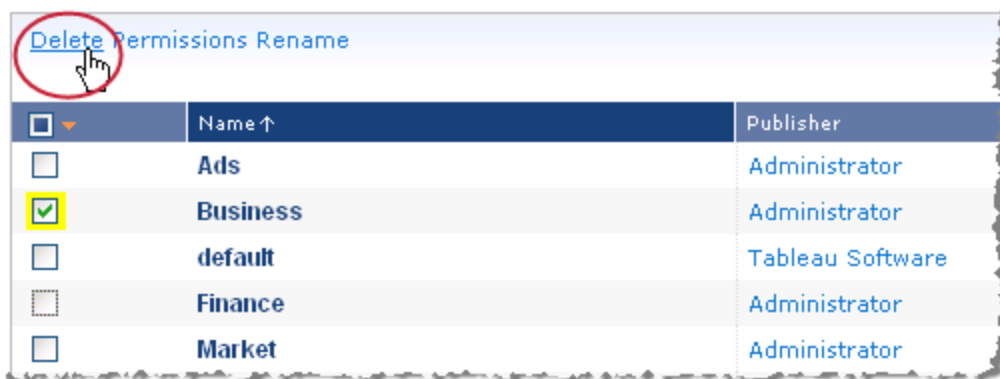 Delete Permissions Rename
Name↑ Publisher
Ads Administrator
Business Administrator
default Tableau Software
Finance Administrator
Market Administrator